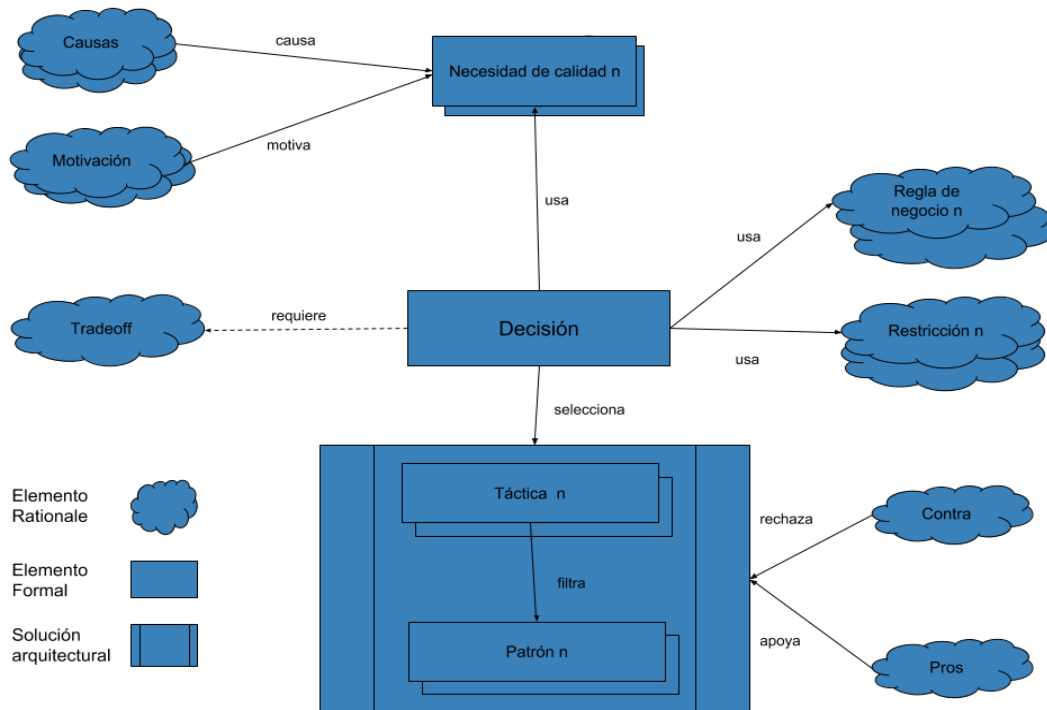 Causas
causa
Necesidad de calidad n
Motivación
motiva
usa
Regla de
negocio n
usa
Tradeoff
requiere
Decisión
Restricción n
usa
selecciona
Elemento
Rationale
Táctica n
rechaza
Contra
Elemento
Formal
filtra
Solución
arquitectural
Patrón n
apoya
Pros